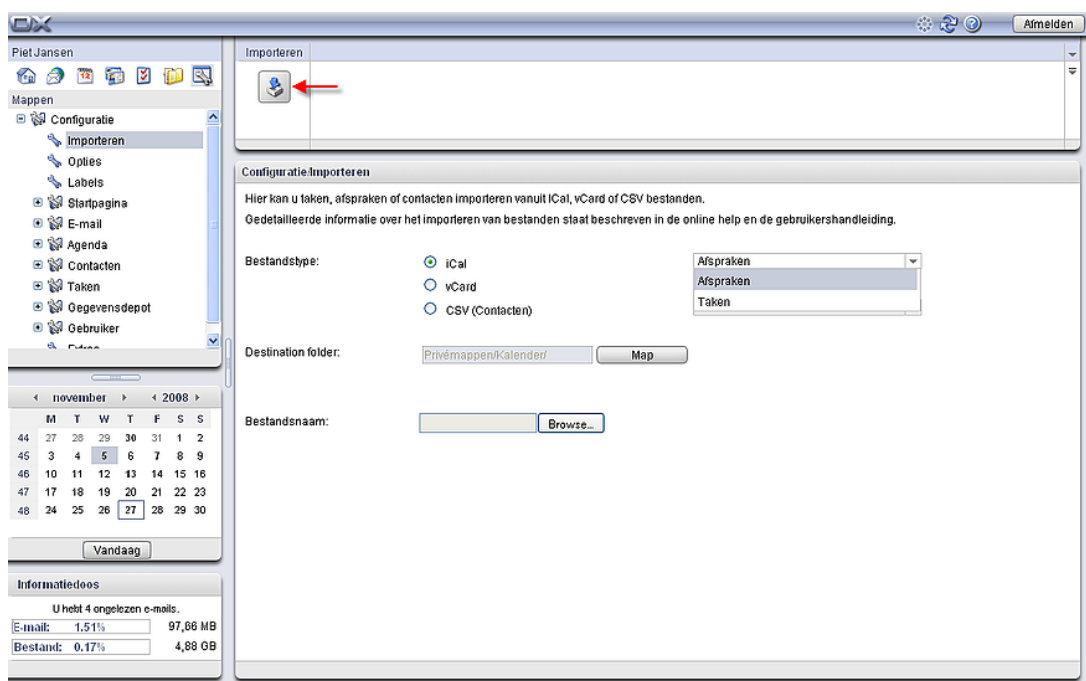 OX
Afmelden
Piet Jansen
Mappen
Configuratie
Importeren
Opties
Labels
Startpagina
E-mail
Agenda
Contacten
Taken
Gegevensdepot
Gebruiker
november 2008
M T W T F S S
44 27 28 29 30 31 1 2
45 3 4 5 6 7 8 9
46 10 11 12 13 14 15 16
47 17 18 19 20 21 22 23
48 24 25 26 27 28 29 30
Vandaag
Informatiedoos
U hebt 4 ongelezen e-mails.
E-mail: 1.51% 97,66 MB
Bestand: 0.17% 4,88 GB
Importeren
Configuratie/Importeren
Hier kan u taken, afspraken of contacten importeren vanuit ICal, vCard of CSV bestanden.
Gedetailleerde informatie over het importeren van bestanden staat beschreven in de online help en de gebruikershandleiding.
Bestandstype:
iCal
vCard
CSV (Contacten)
Afspraken
Afspraken
Taken
Destination folder: Privémappen/Kalender/ Map
Bestandsnaam: Browse...